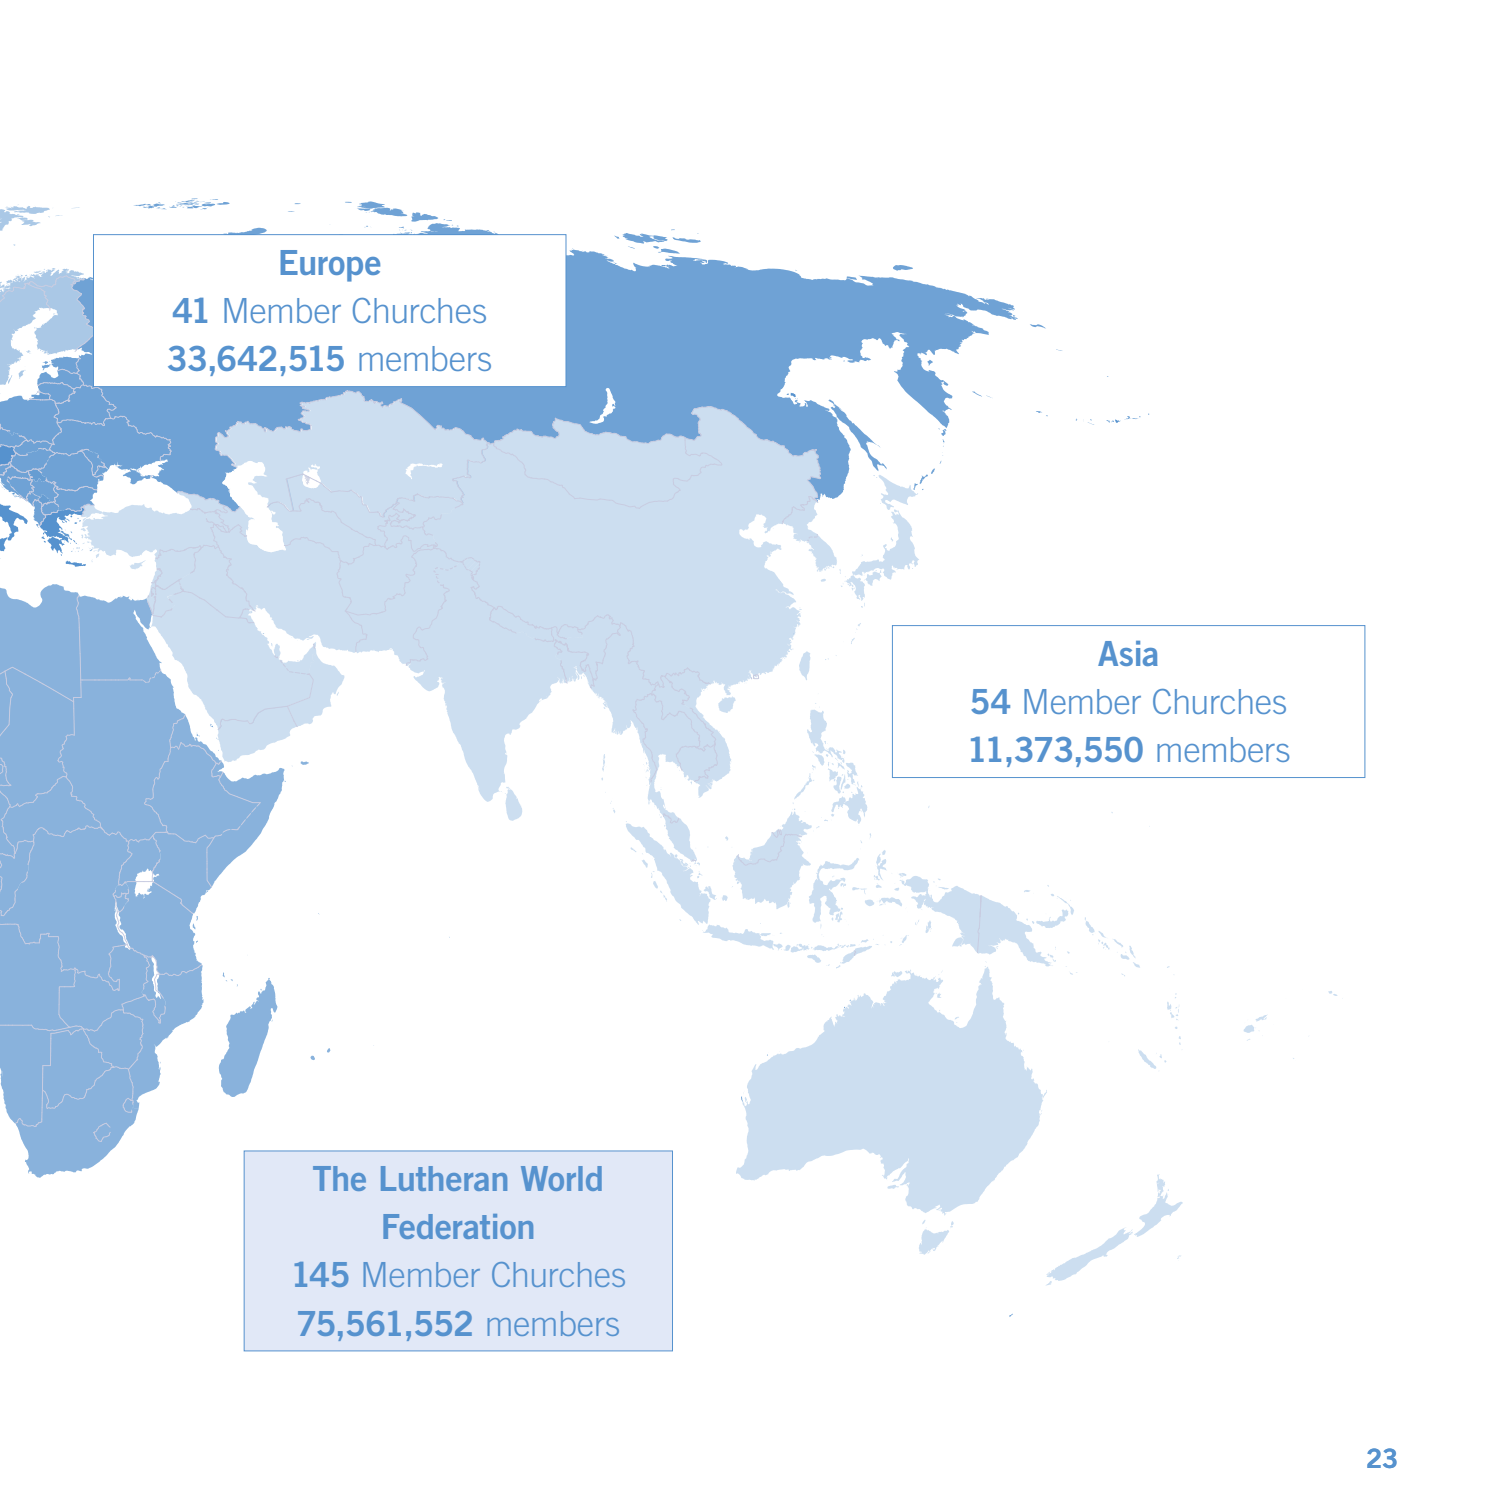 Europe
41 Member Churches
33,642,515 members
Asia
54 Member Churches
11,373,550 members
The Lutheran World
Federation
145 Member Churches
75,561,552 members
23